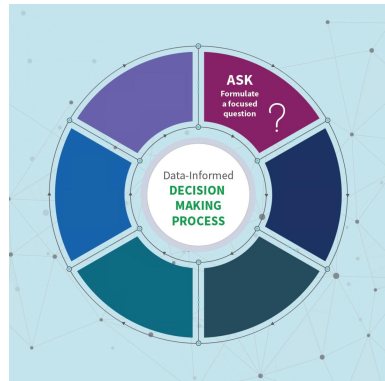 ASK
Formulate
a focused
question
?
Data-Informed
DECISION
MAKING
PROCESS